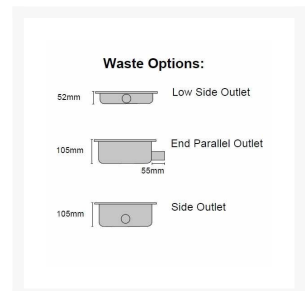 Waste Options:
52mm
Low Side Outlet
105mm
End Parallel Outlet
55mm
105mm
Side Outlet